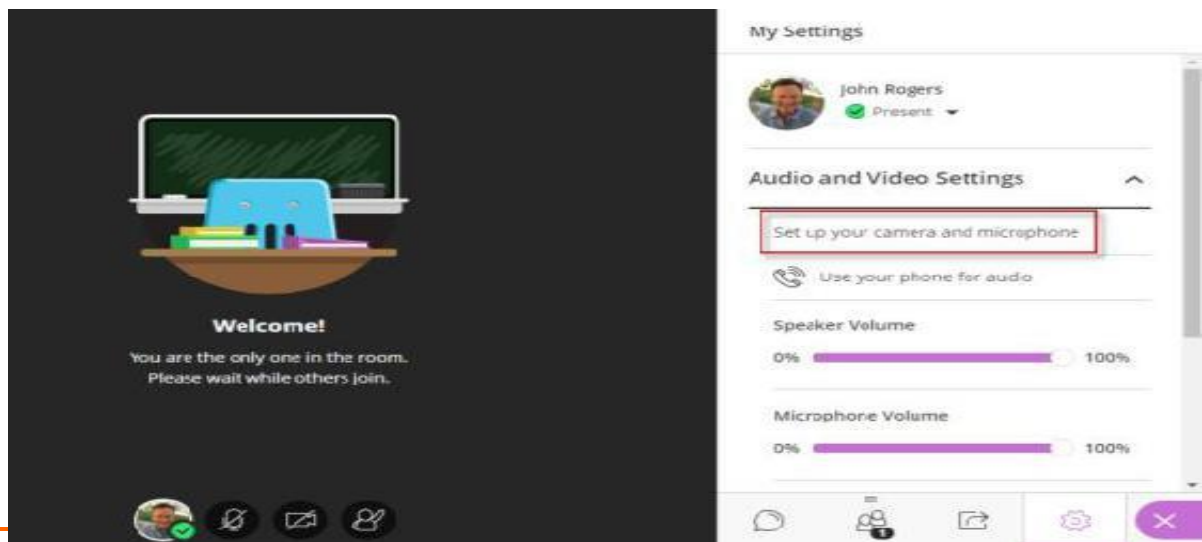 Welcome!
You are the only one in the room.
Please wait while others join.
My Settings
John Rogers
Present
Audio and Video Settings
Set up your camera and microphone
Use your phone for audio
Speaker Volume
0% 100%
Microphone Volume
0% 100%
1